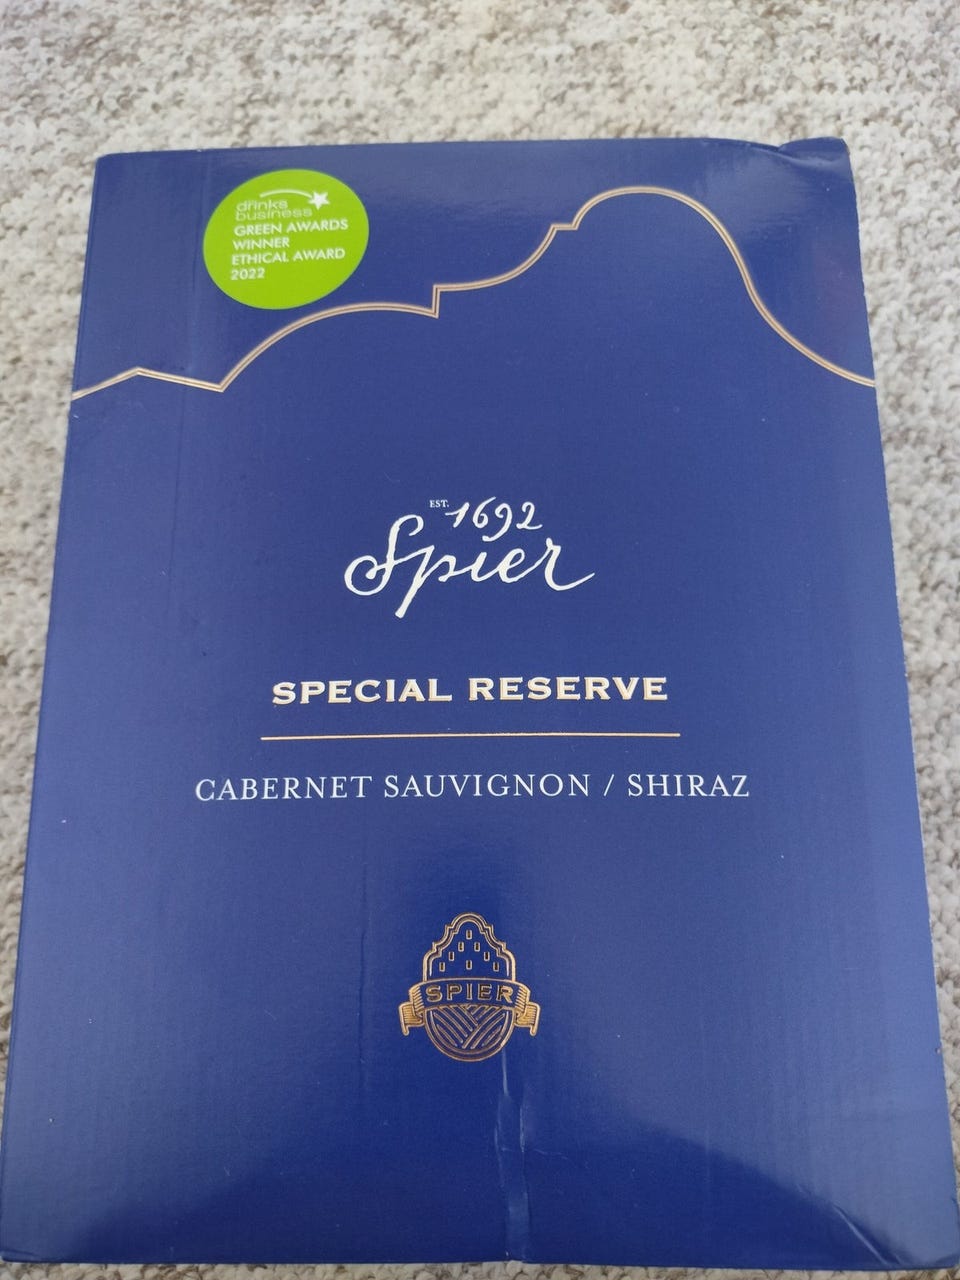 drinks
business
GREEN AWARDS
WINNER
ETHICAL AWARD
2022
EST. 1692
Spier
SPECIAL RESERVE
CABERNET SAUVIGNON / SHIRAZ
SPIER